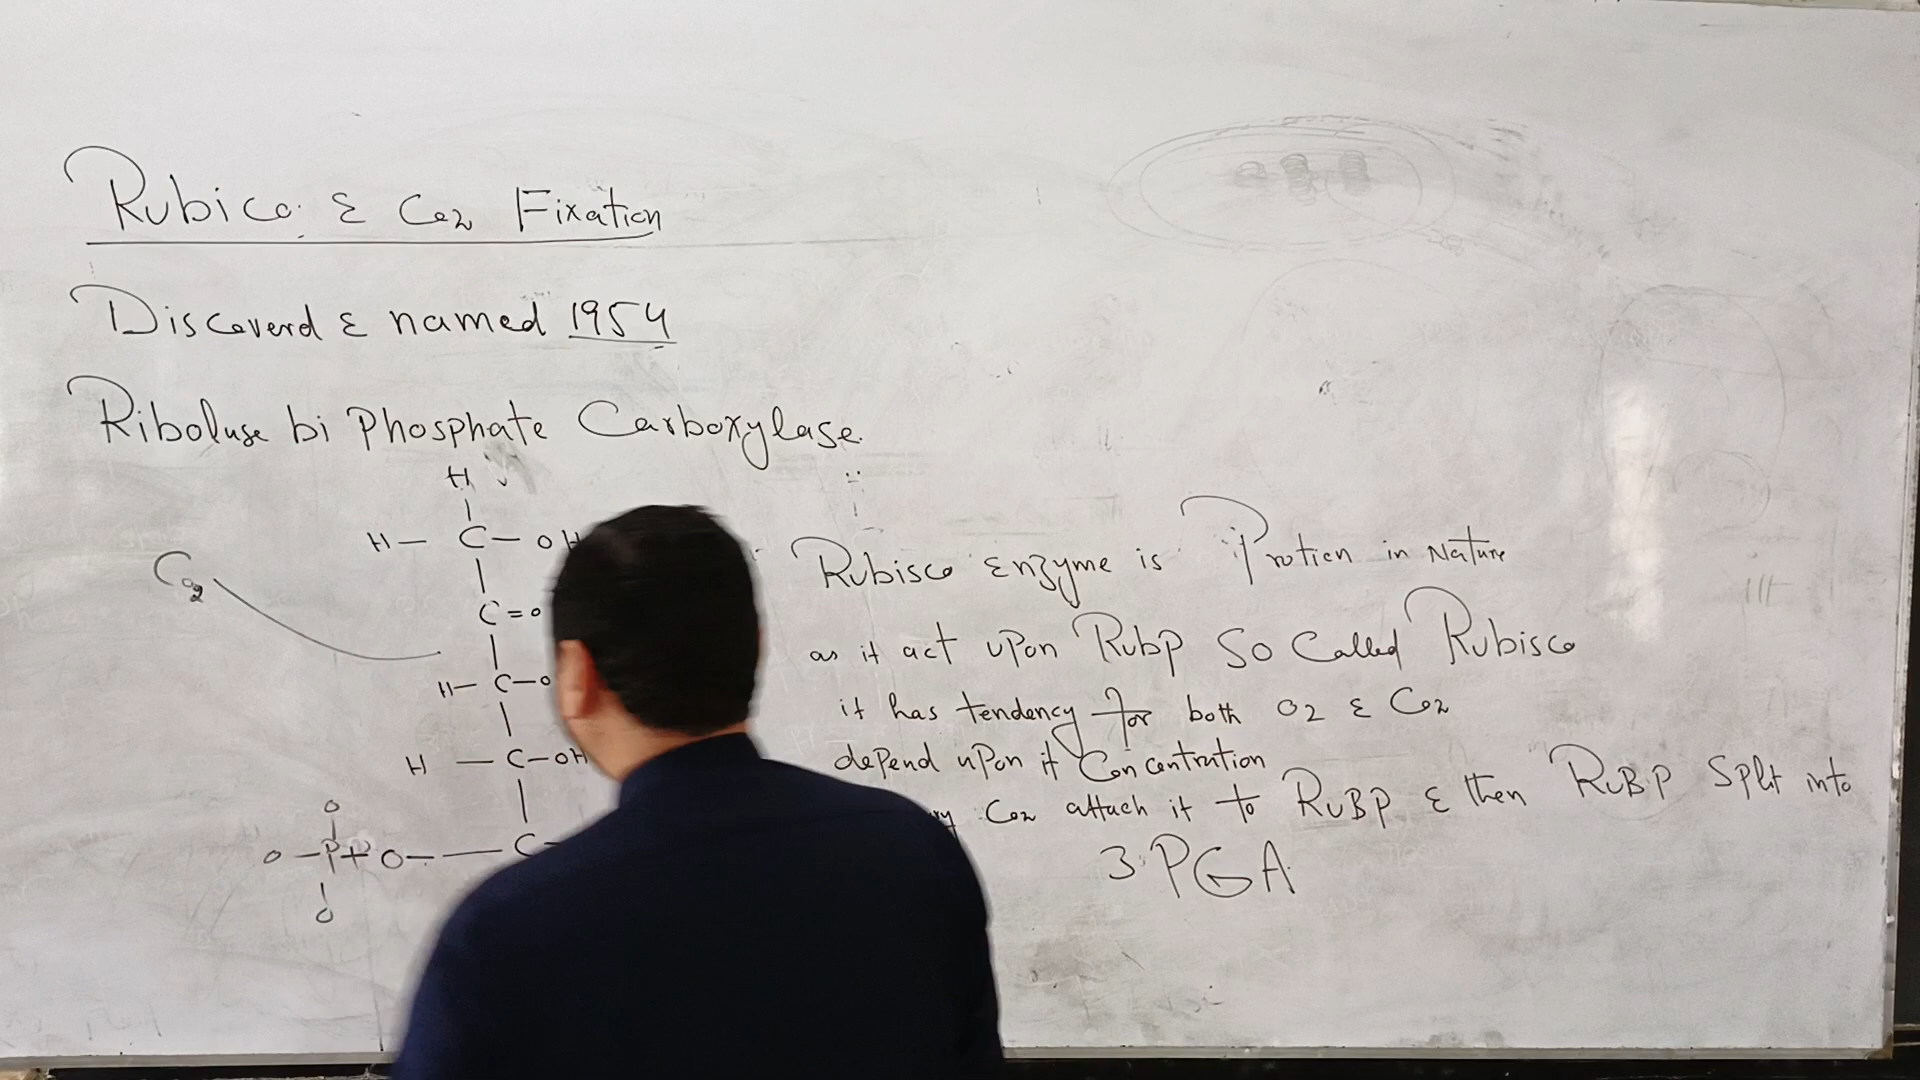 Rubico & Co2 Fixation
Discoverd & named 1954
Riboluse bi Phosphate Carboxylase
H
H — C — OH
C = O
Co2
H — C — O
H — C — OH
O
O — P + O — C —
O
Rubisco Enzyme is Protien in Nature
as it act upon Rubp So Called Rubisco
it has tendency for both O2 & Co2
depend upon it Concentration
Co2 attach it to RuBP & then RuBP Split into
3 PGA